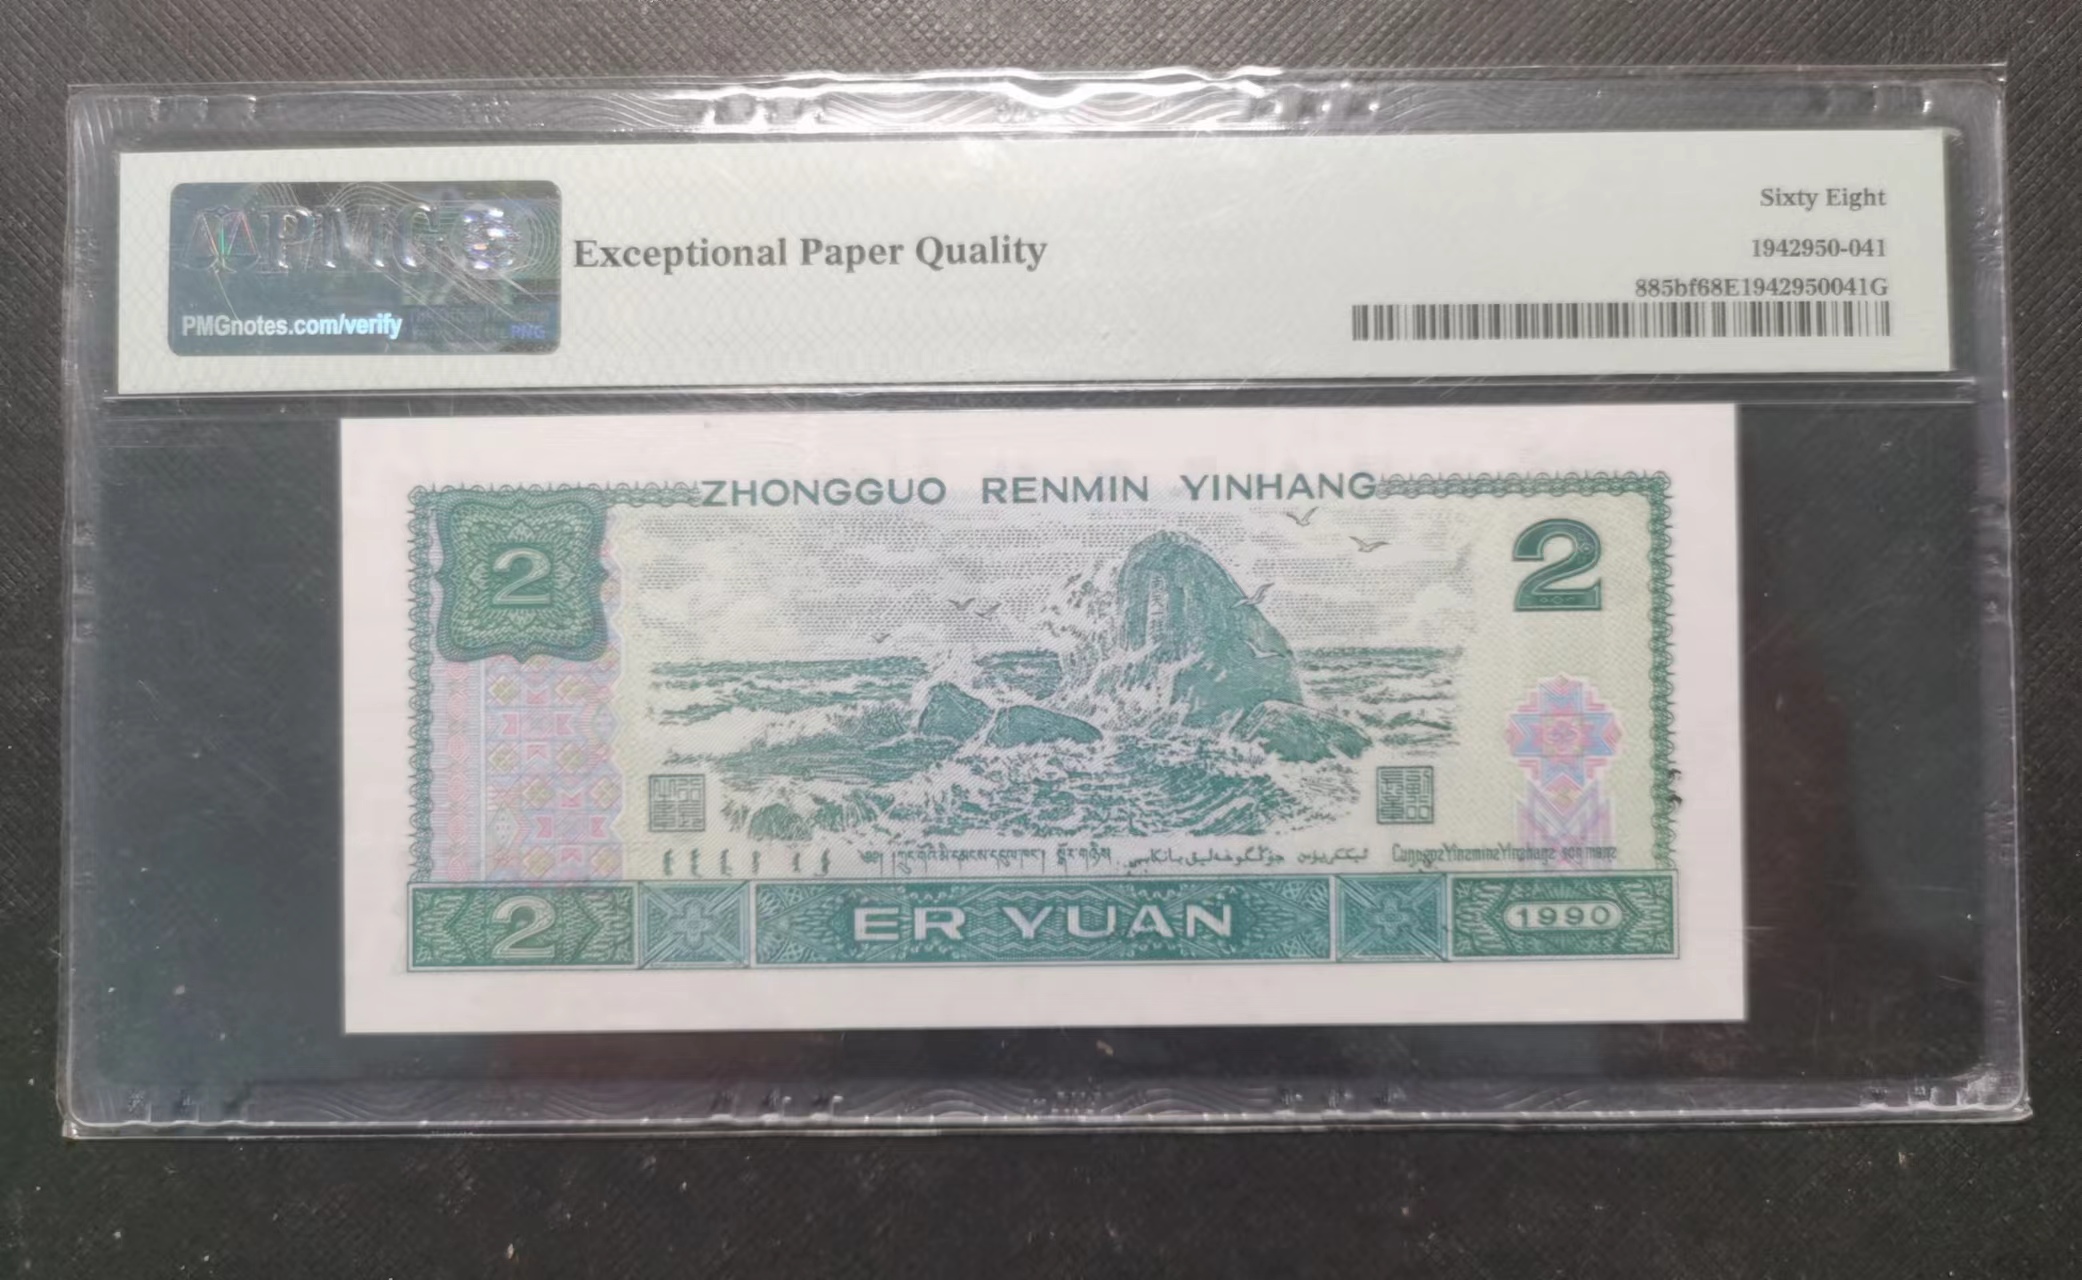 PMG
PMGnotes.com/verify
Exceptional Paper Quality
Sixty Eight
1942950-041
885bf68E1942950041G
ZHONGGUO RENMIN YINHANG
2
2
2
ER YUAN
1990